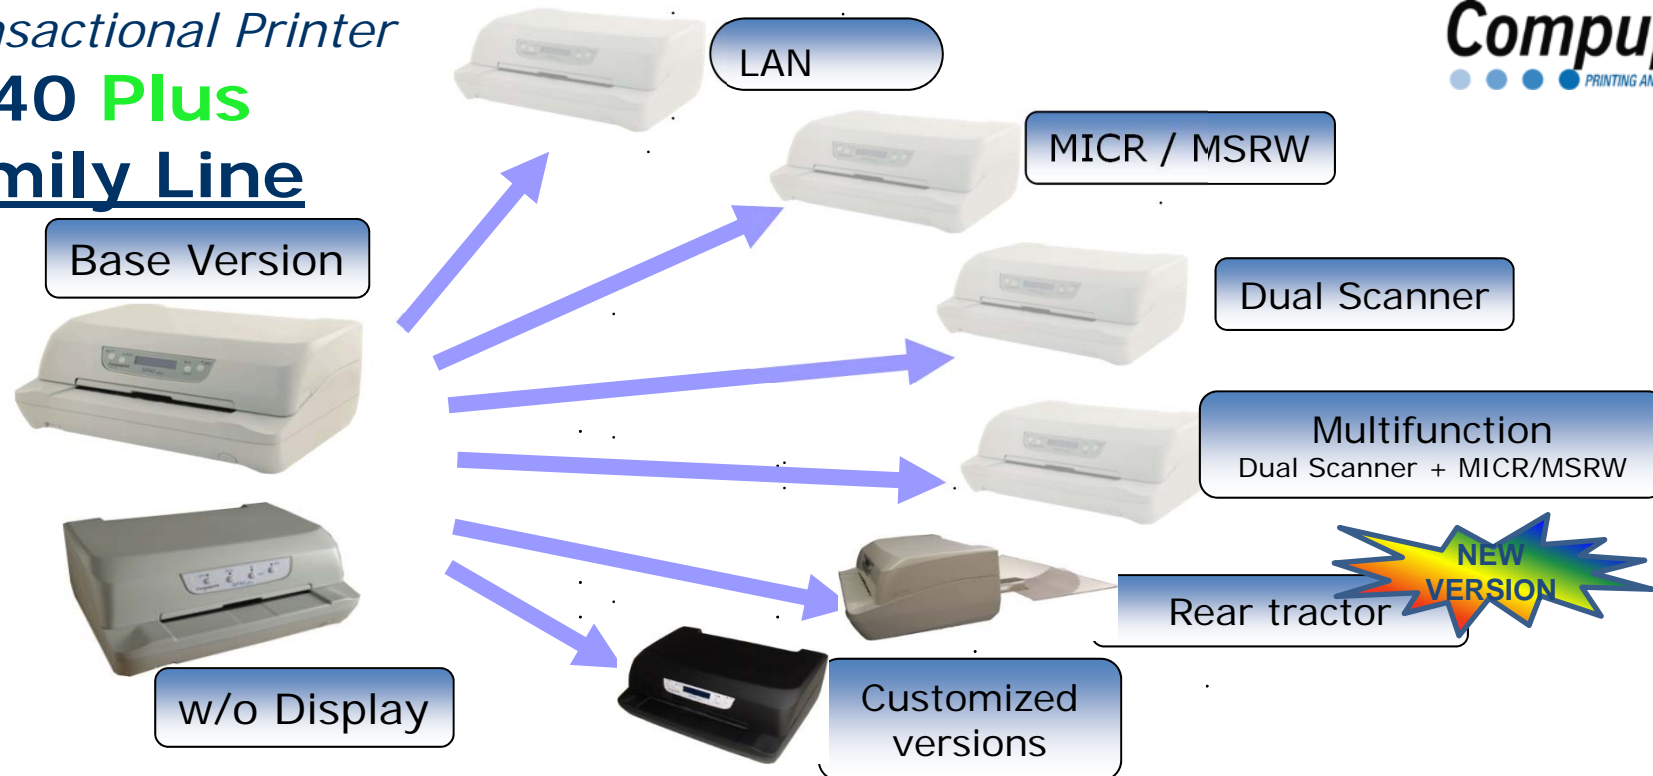 nsactional Printer
40 Plus
mily Line
Compu
PRINTING AN
LAN
MICR / MSRW
Base Version
Dual Scanner
Multifunction
Dual Scanner + MICR/MSRW
NEW
VERSION
Rear tractor
w/o Display
Customized
versions